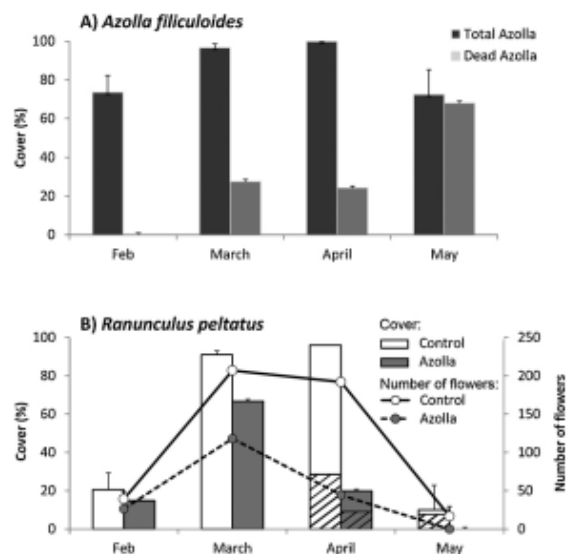 A) Azolla filiculoides
Total Azolla
Dead Azolla
Cover (%)
100
80
60
40
20
0
Feb March April May
B) Ranunculus peltatus
Cover:
Control
Azolla
Number of flowers:
Control
Azolla
Cover (%)
100
80
60
40
20
0
Number of flowers
250
200
150
100
50
0
Feb March April May